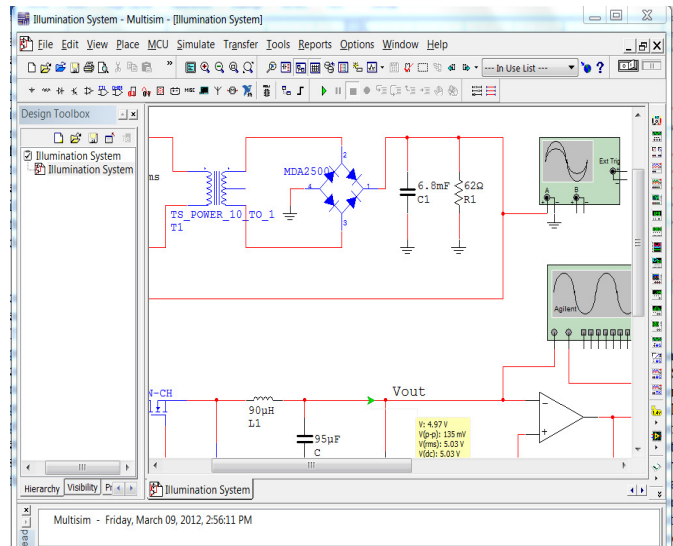 Illumination System - Multisim - [Illumination System]
File Edit View Place MCU Simulate Transfer Tools Reports Options Window Help
--- In Use List ---
Design Toolbox
Illumination System
Illumination System
ms
TS_POWER_10_TO_1
T1
MDA2500
2
4
1
3
6.8mF
C1
62Ω
R1
Ext Trig
A
B
Agilent
N-CH
90µH
L1
95µF
C
Vout
V: 4.97 V
V(p-p): 135 mV
V(rms): 5.03 V
V(dc): 5.03 V
Hierarchy Visibility
Illumination System
Multisim - Friday, March 09, 2012, 2:56:11 PM